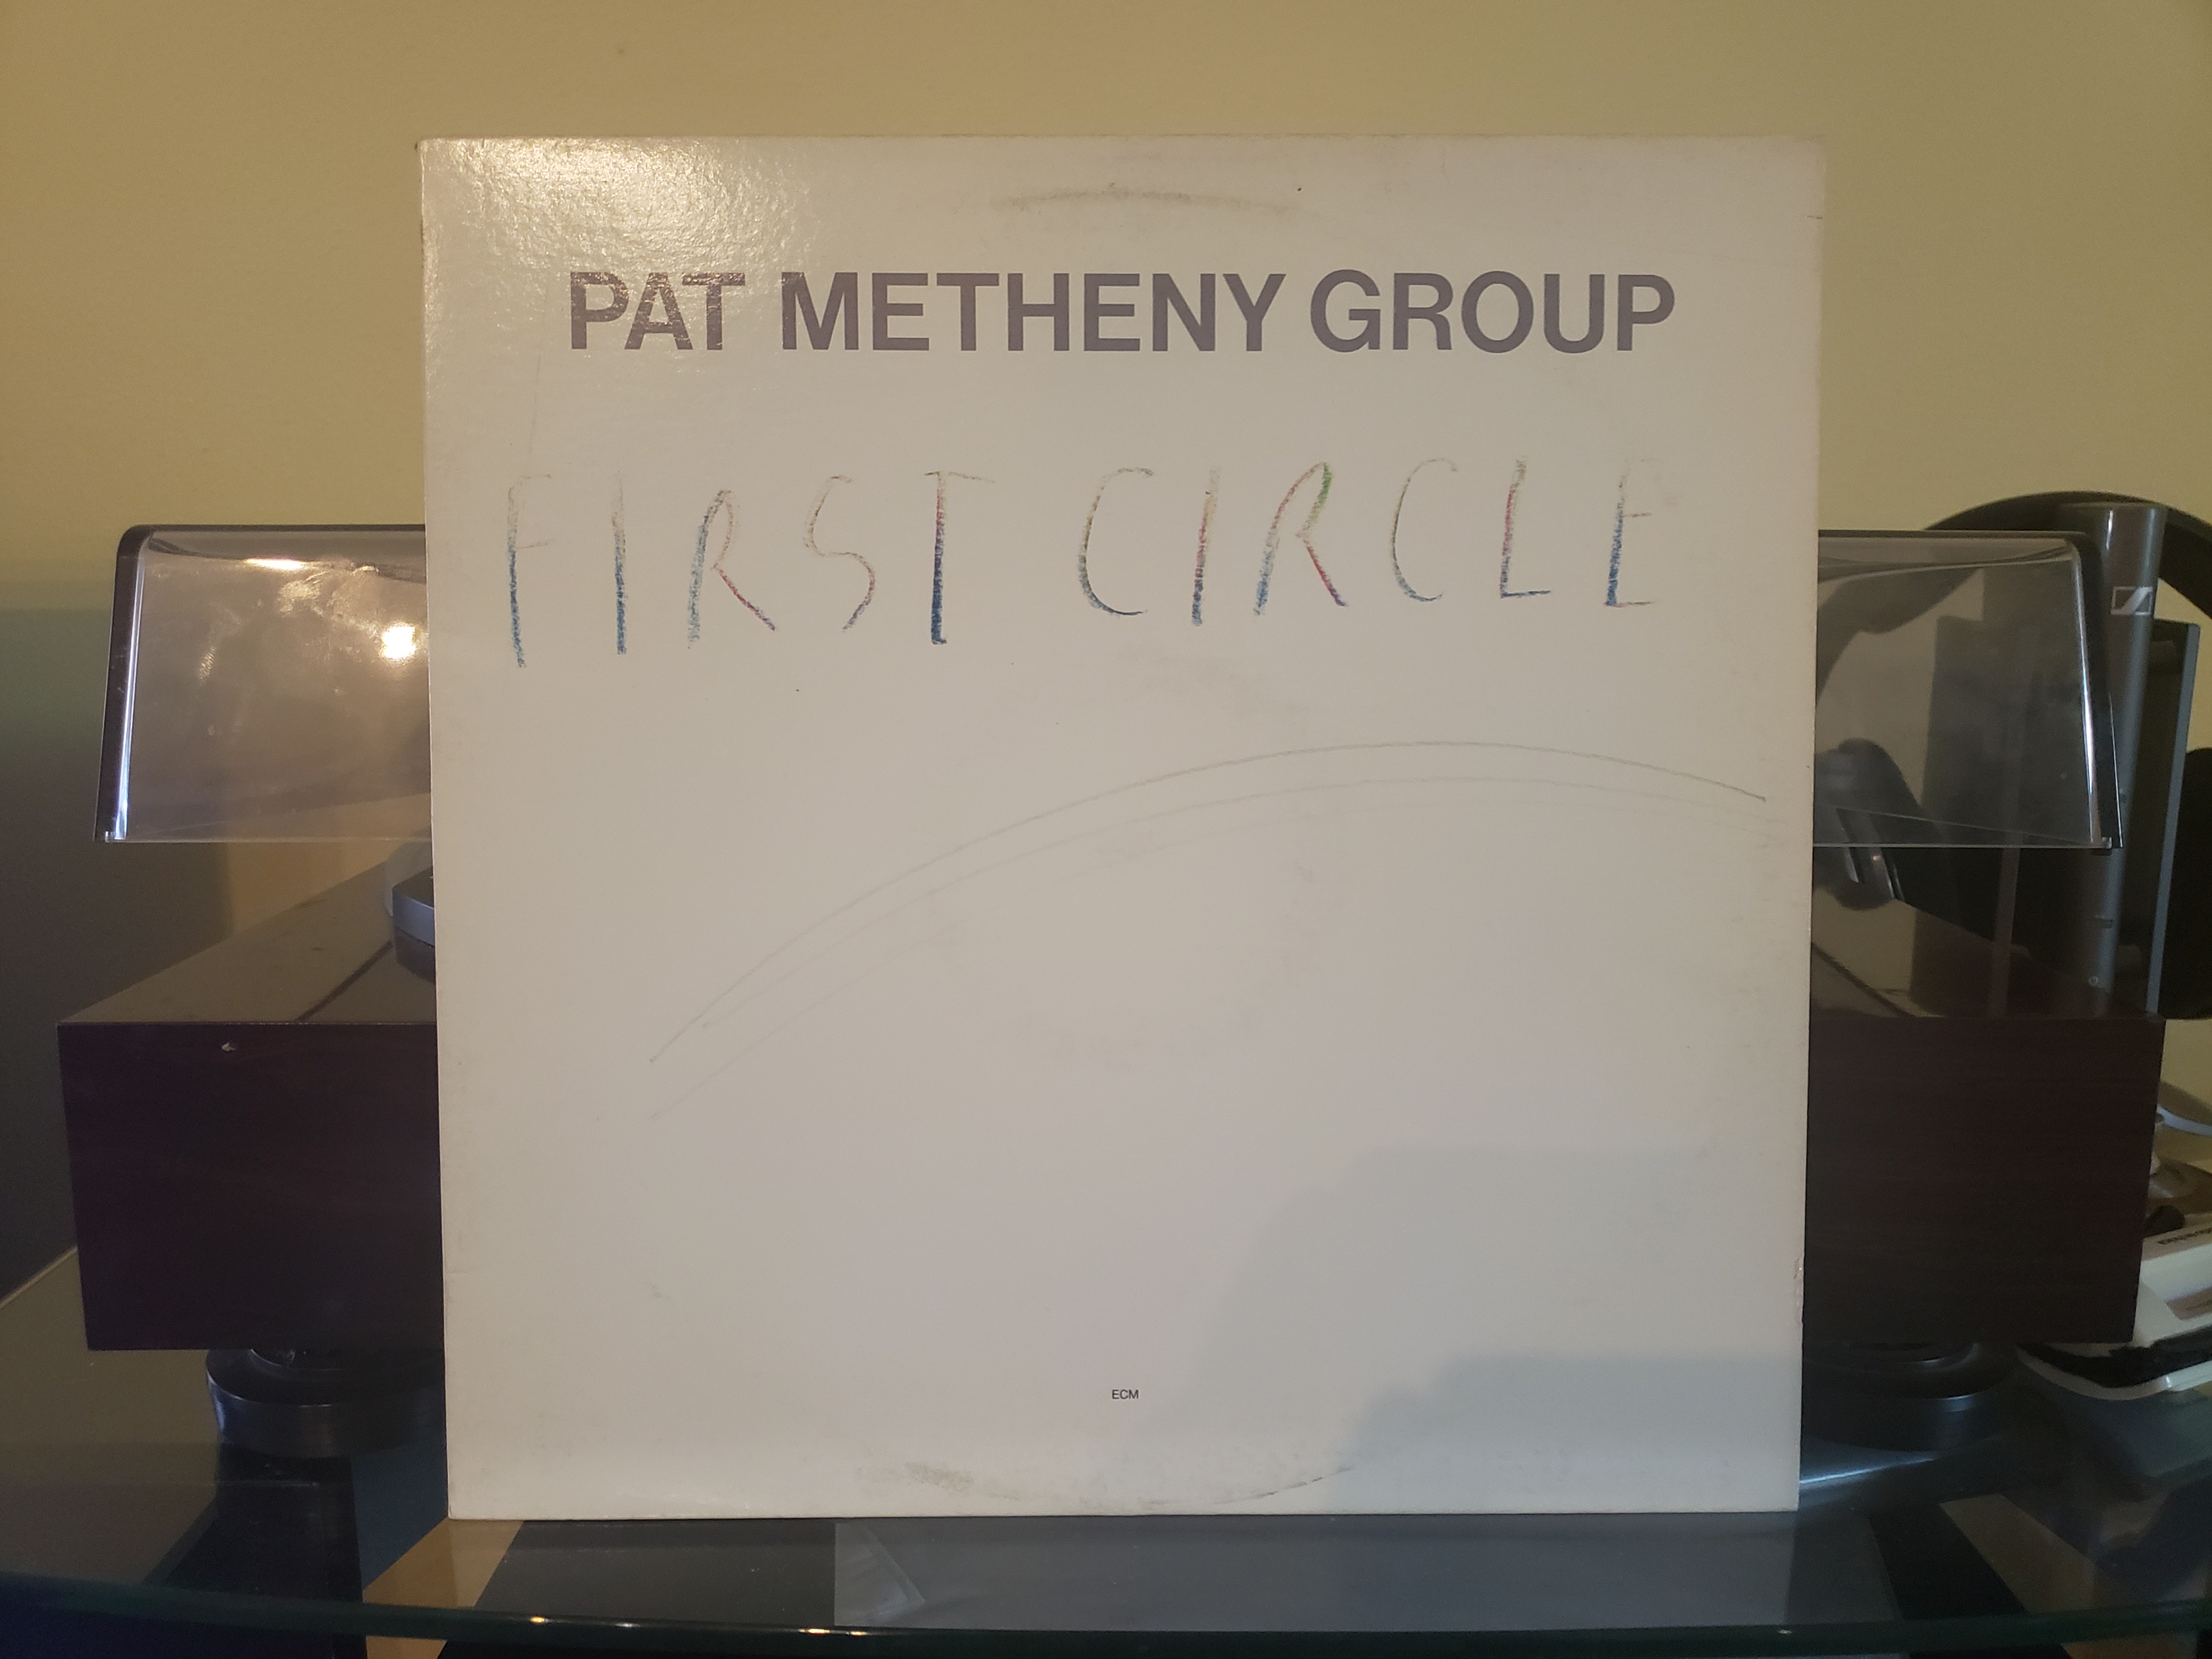 PAT METHENY GROUP
FIRST CIRCLE
ECM